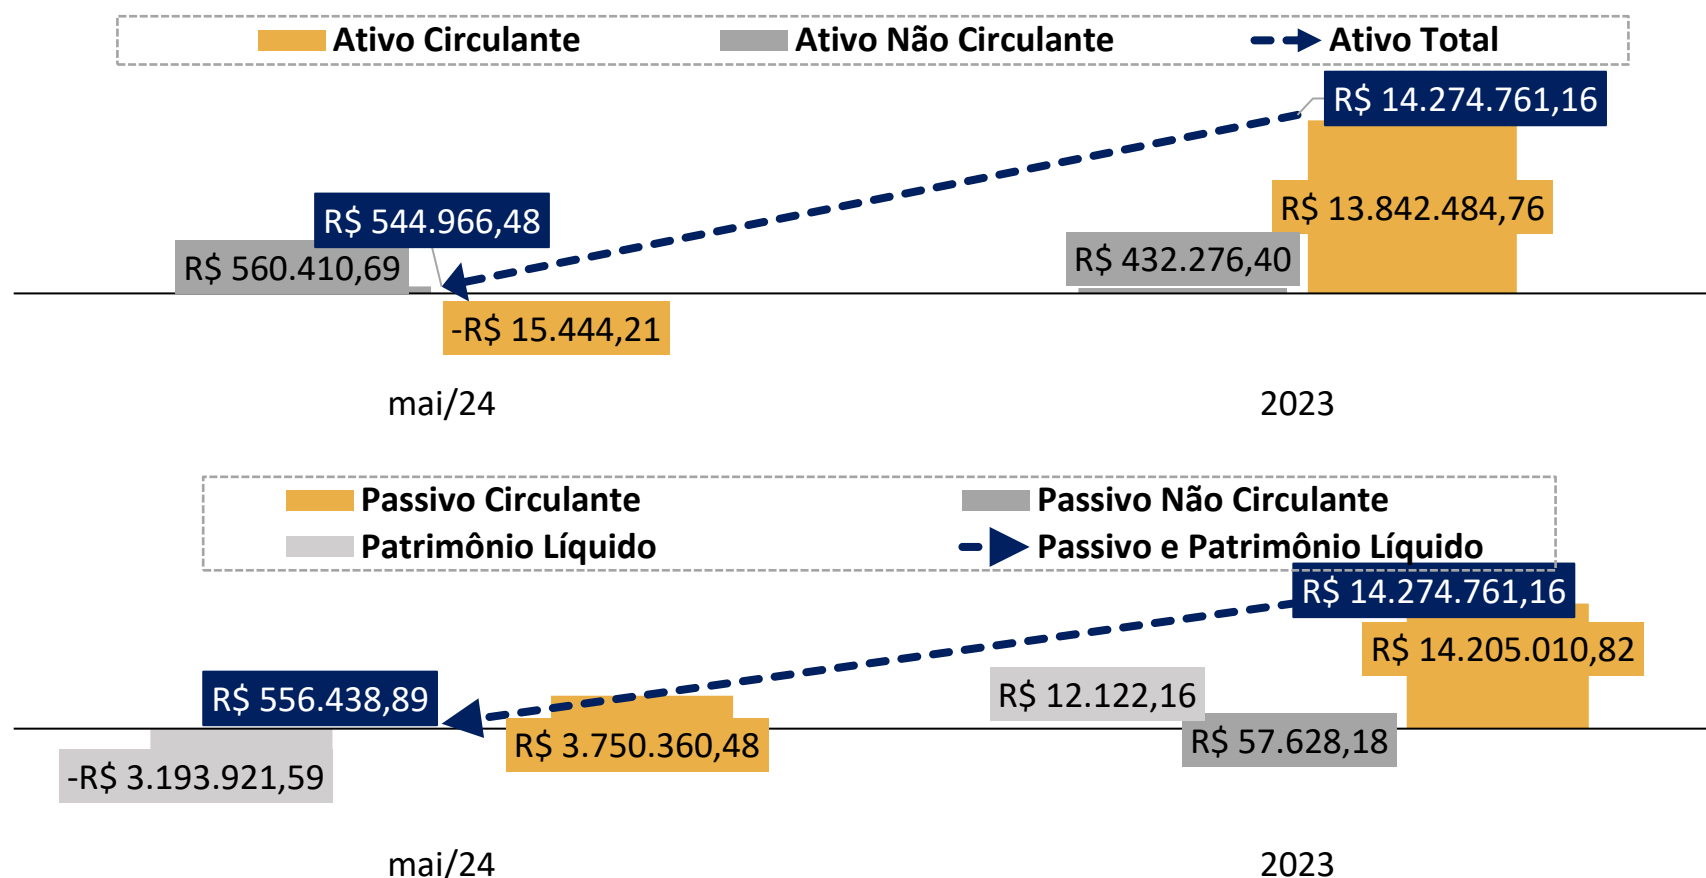 Ativo Circulante Ativo Não Circulante Ativo Total
R$ 14.274.761,16
R$ 544.966,48 R$ 13.842.484,76
R$ 560.410,69 R$ 432.276,40
-R$ 15.444,21
mai/24 2023
Passivo Circulante Passivo Não Circulante
Patrimônio Líquido Passivo e Patrimônio Líquido
R$ 14.274.761,16
R$ 14.205.010,82
R$ 556.438,89 R$ 12.122,16
R$ 3.750.360,48 R$ 57.628,18
-R$ 3.193.921,59
mai/24 2023